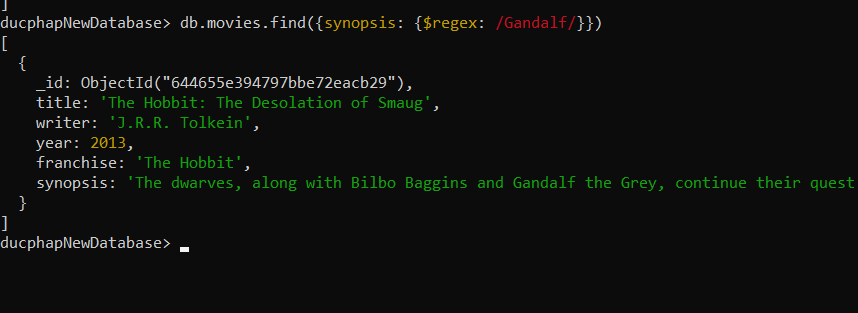 ]
ducphapNewDatabase> db.movies.find({synopsis: {$regex: /Gandalf/}})
[
  {
    _id: ObjectId("644655e394797bbe72eacb29"),
    title: 'The Hobbit: The Desolation of Smaug',
    writer: 'J.R.R. Tolkein',
    year: 2013,
    franchise: 'The Hobbit',
    synopsis: 'The dwarves, along with Bilbo Baggins and Gandalf the Grey, continue their quest
  }
]
ducphapNewDatabase>